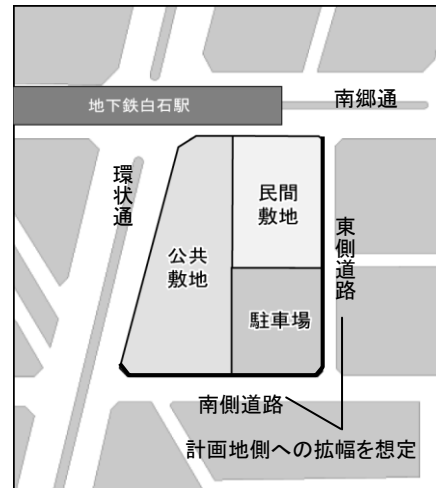 地下鉄白石駅
南郷通
環状通
民間
敷地
東側道路
公共
敷地
駐車場
南側道路
計画地側への拡幅を想定